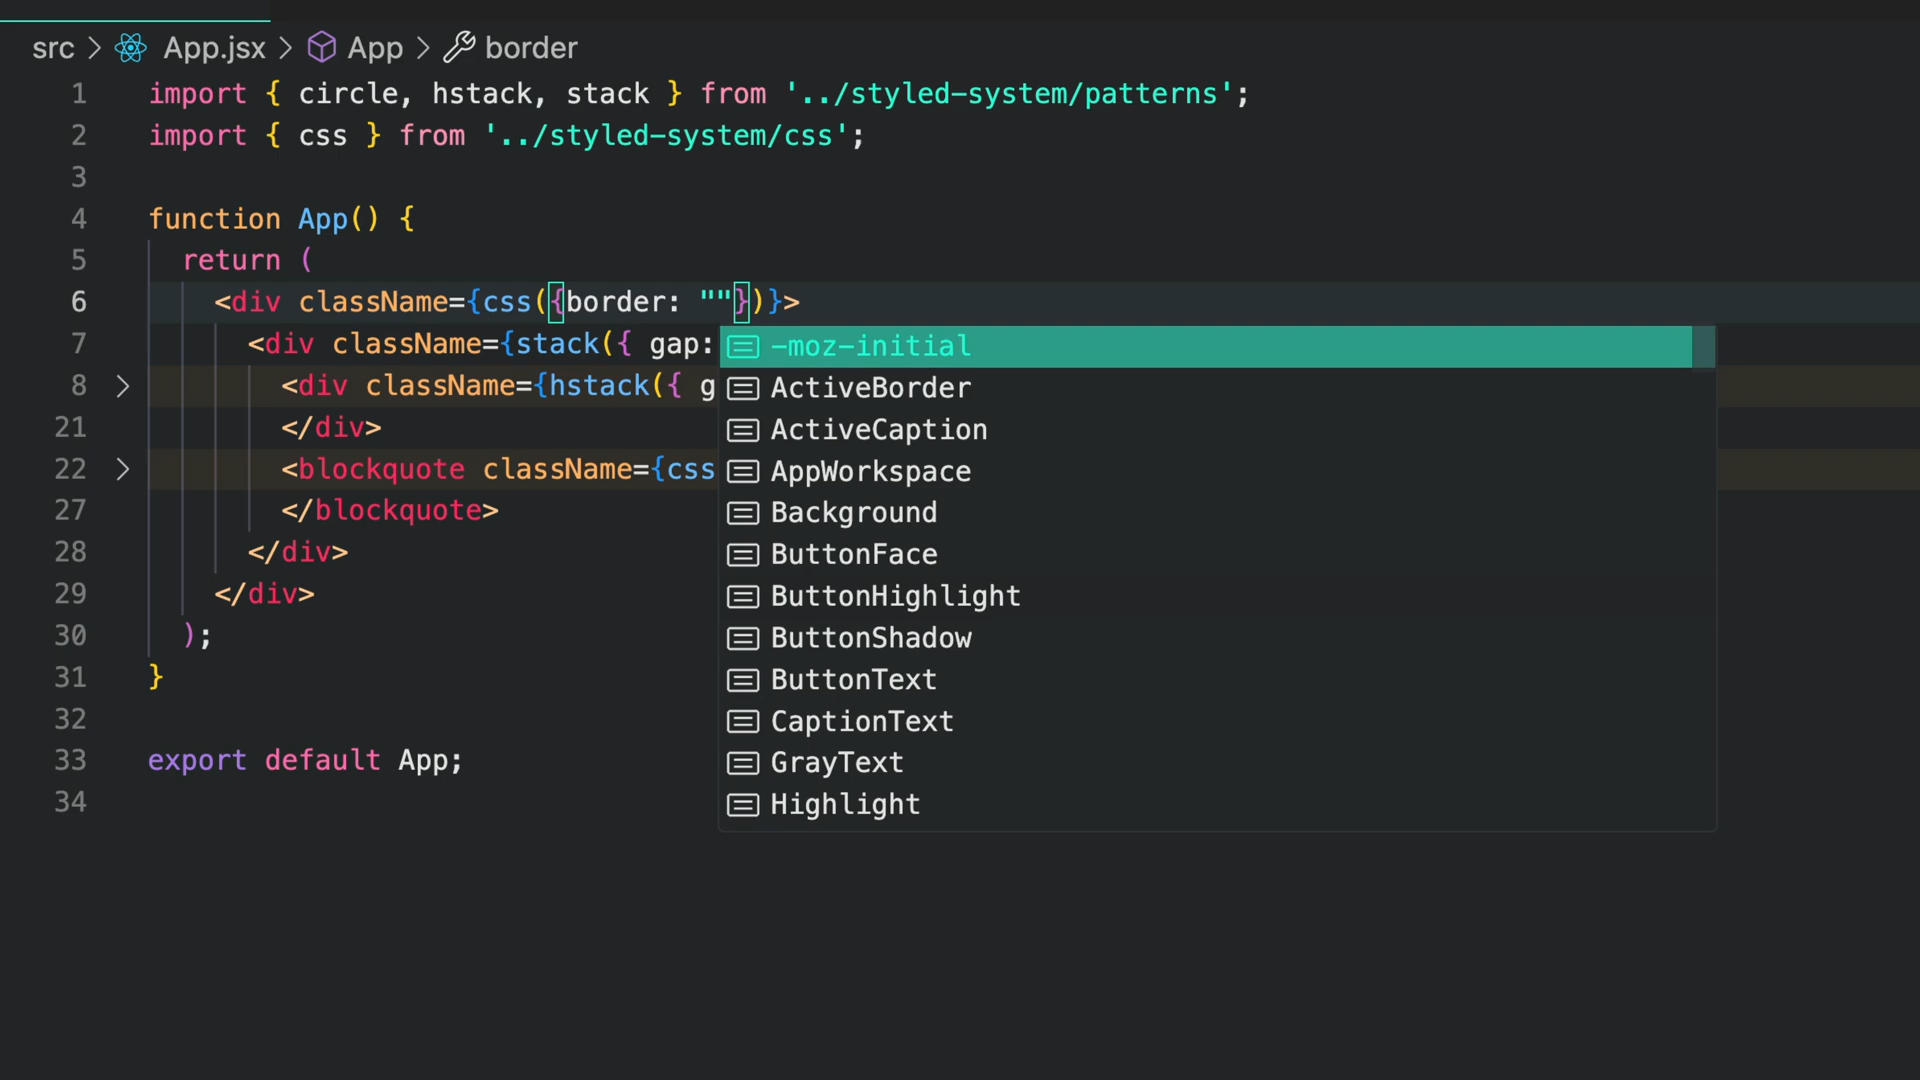 src > App.jsx > App > border
1 import { circle, hstack, stack } from '../styled-system/patterns';
2 import { css } from '../styled-system/css';
3
4 function App() {
5 return (
6 <div className={css({border: ""})}>
7 <div className={stack({ gap:
8 > <div className={hstack({ g
21 </div>
22 > <blockquote className={css
27 </blockquote>
28 </div>
29 </div>
30 );
31 }
32
33 export default App;
34
-moz-initial
ActiveBorder
ActiveCaption
AppWorkspace
Background
ButtonFace
ButtonHighlight
ButtonShadow
ButtonText
CaptionText
GrayText
Highlight